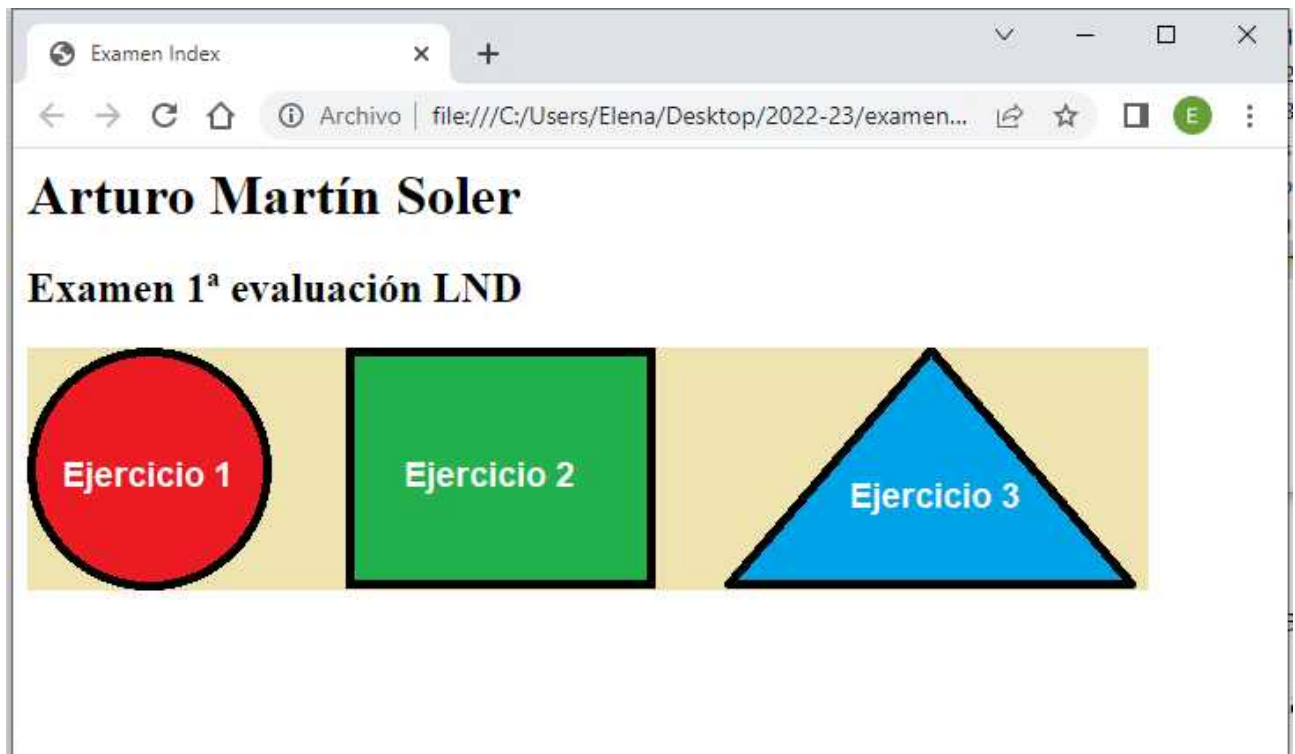 Examen Index
Archivo file:///C:/Users/Elena/Desktop/2022-23/examen...
E
Arturo Martín Soler
Examen 1ª evaluación LND
Ejercicio 1
Ejercicio 2
Ejercicio 3